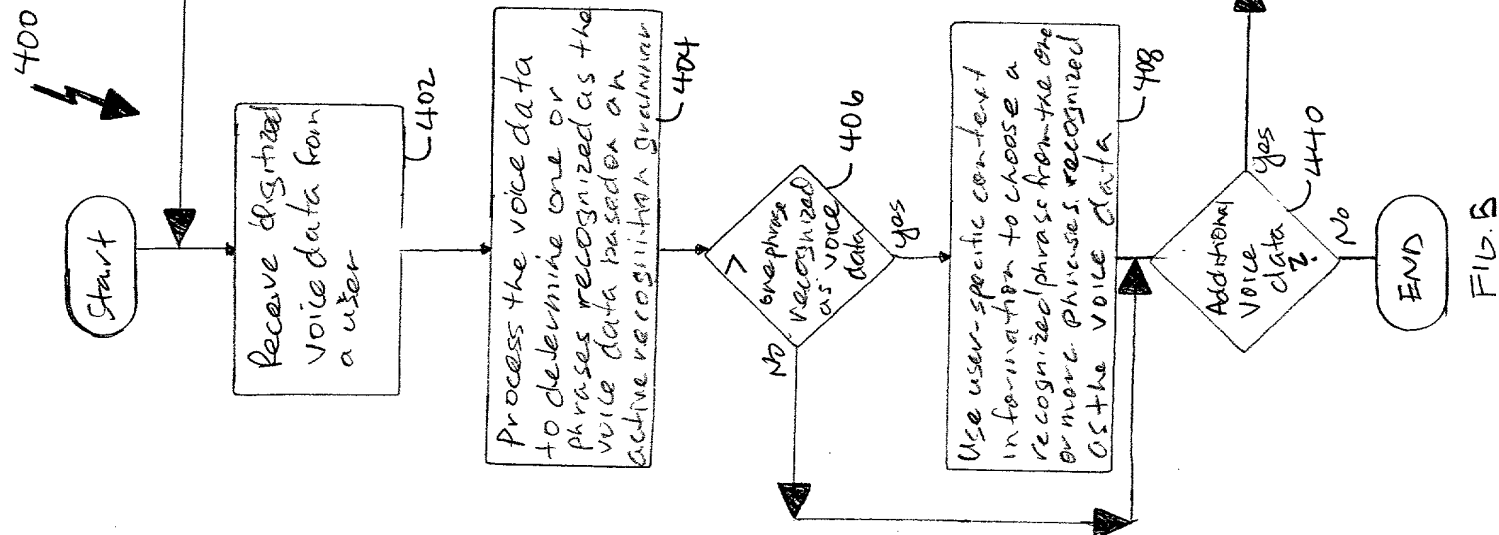 400
Start
Receive digitized
voice data from
a user
402
Process the voice data
to determine one or
phrases recognized as the
voice data based on an
active recognition grammar
404
>
one phrase
recognized
as voice
data
406
No
yes
Use user-specific context
information to choose a
recognized phrase from the one
or more phrases recognized
as the voice data
408
Additional
voice
data
?
440
yes
No
END
FIG. 5